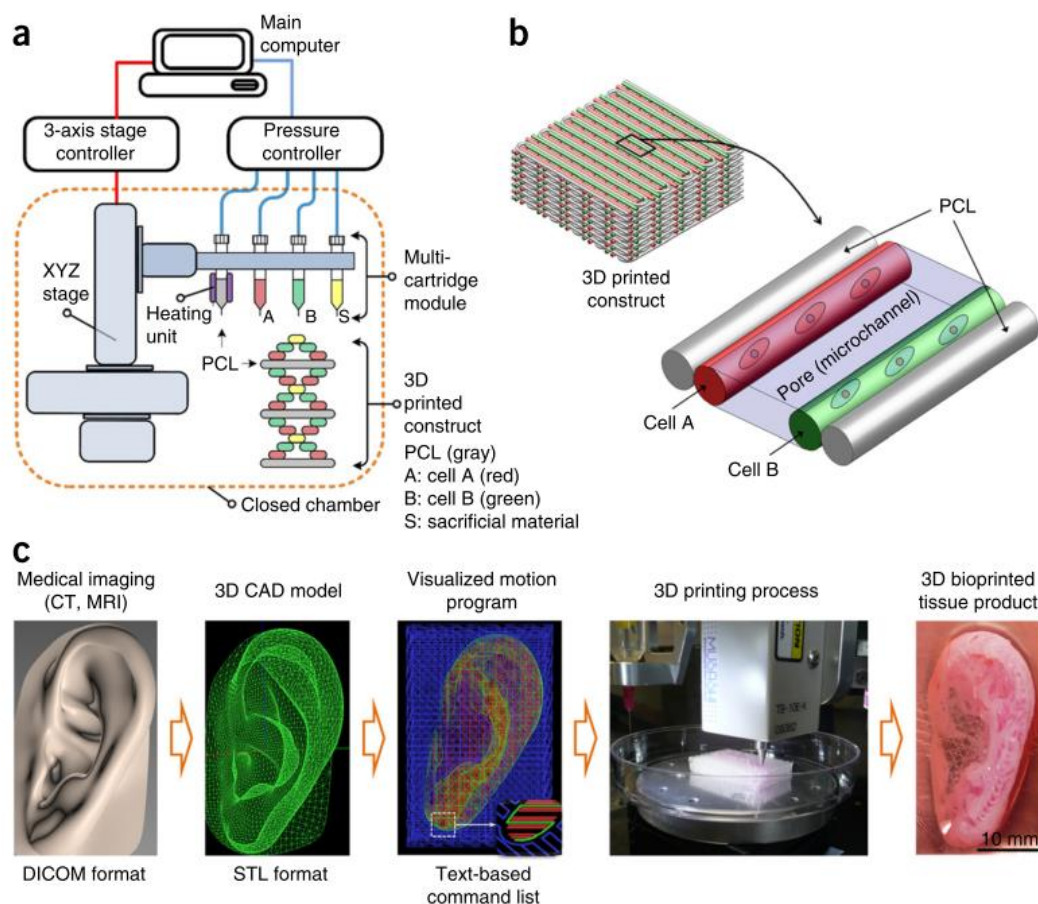 a
Main
computer
3-axis stage
controller
Pressure
controller
XYZ
stage
Heating
unit
A
B
S
PCL
Multi-
cartridge
module
3D
printed
construct
PCL (gray)
A: cell A (red)
B: cell B (green)
S: sacrificial material
Closed chamber
b
3D printed
construct
PCL
Pore (microchannel)
Cell A
Cell B
c
Medical imaging
(CT, MRI)
3D CAD model
Visualized motion
program
3D printing process
3D bioprinted
tissue product
DICOM format
STL format
Text-based
command list
10 mm